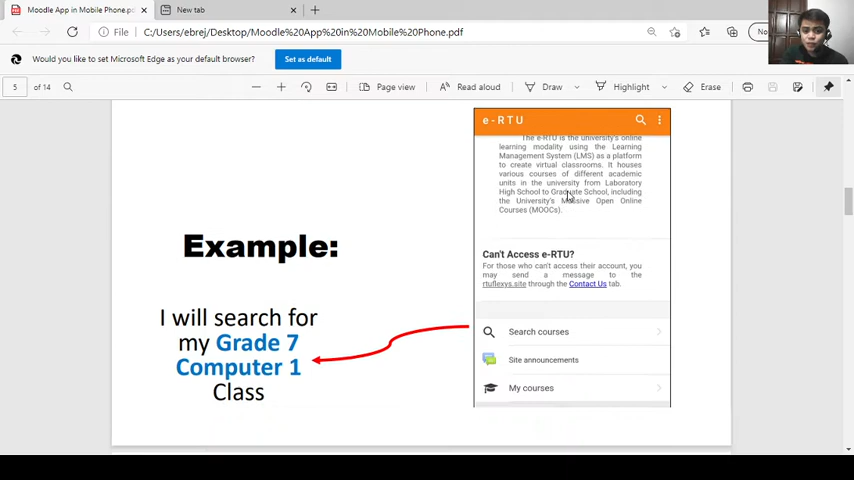 Moodle App in Mobile Phone.pd
New tab
File
C:/Users/ebrej/Desktop/Moodle%20App%20in%20Mobile%20Phone.pdf
Would you like to set Microsoft Edge as your default browser?
Set as default
5
of 14
Page view
Read aloud
Draw
Highlight
Erase
e-RTU
The e-RTU is the university's online
learning modality using the Learning
Management System (LMS) as a platform
to create virtual classrooms. It houses
various courses of different academic
units in the university from Laboratory
High School to Graduate School, including
the University's Massive Open Online
Courses (MOOCs).
Can't Access e-RTU?
For those who can't access their account, you
may send a message to the
rtuflexys.site through the Contact Us tab.
Search courses
Site announcements
My courses
Example:
I will search for
my Grade 7
Computer 1
Class